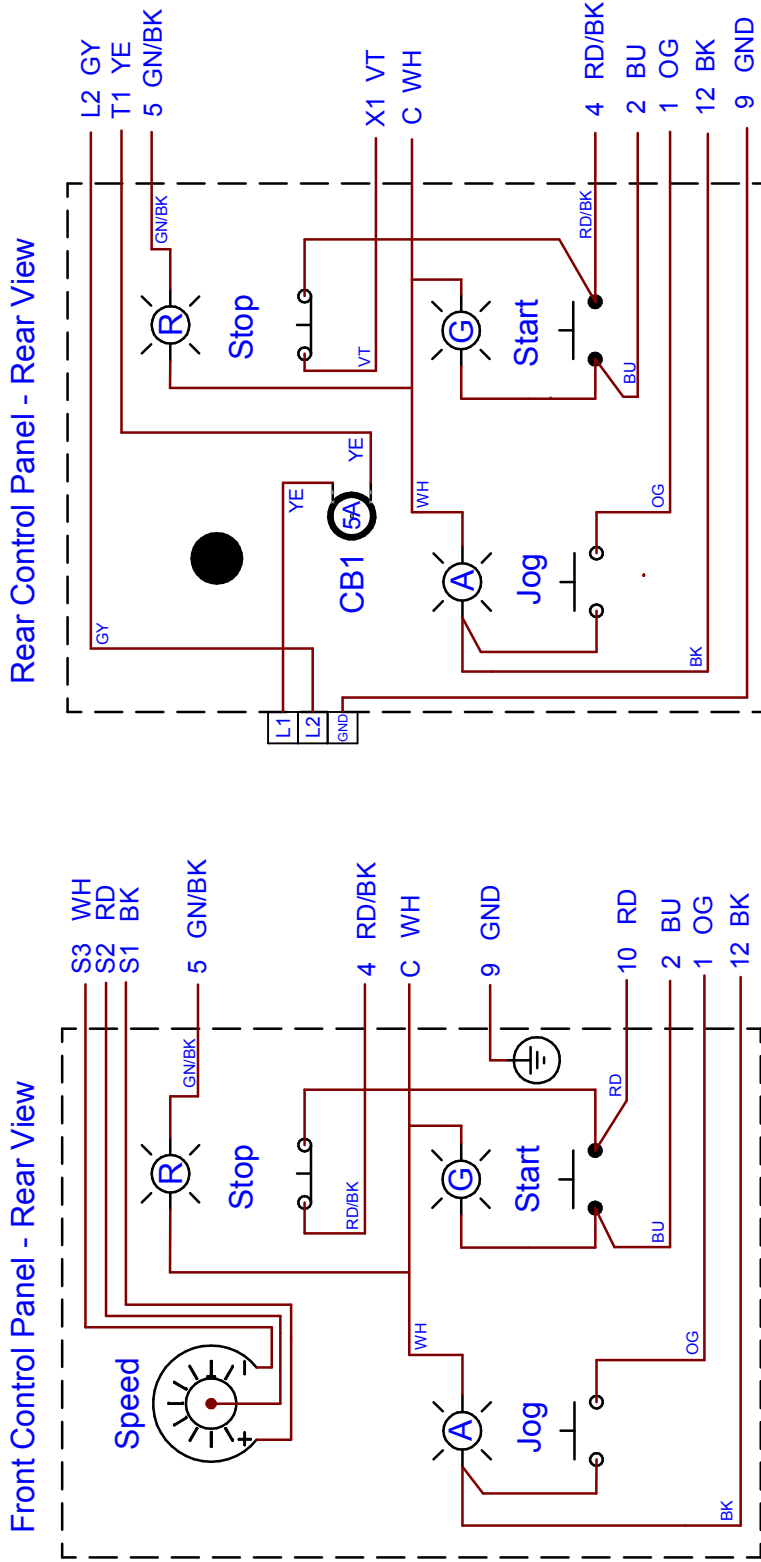 Front Control Panel - Rear View
S3 WH
S2 RD
S1 BK
Speed
+
-
R
GN/BK
5 GN/BK
Stop
RD/BK
4 RD/BK
C WH
WH
9 GND
A
G
Jog
Start
RD
10 RD
BU
2 BU
OG
1 OG
BK
12 BK
Rear Control Panel - Rear View
L2 GY
T1 YE
5 GN/BK
GY
GN/BK
R
Stop
L1
L2
GND
YE
YE
5A
CB1
VT
X1 VT
C WH
WH
A
G
Jog
Start
RD/BK
4 RD/BK
BU
2 BU
OG
1 OG
BK
12 BK
9 GND